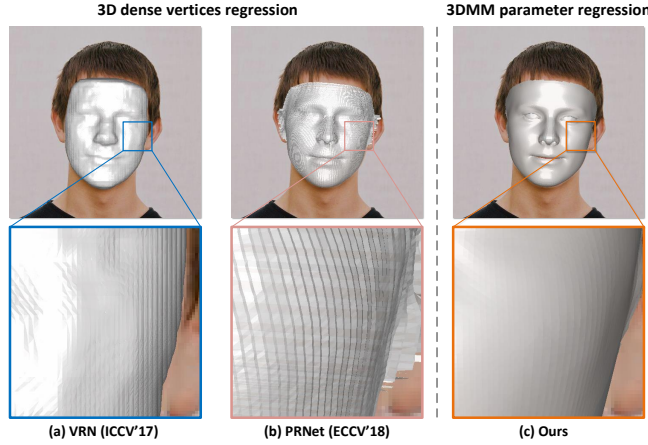 3D dense vertices regression
3DMM parameter regression
(a) VRN (ICCV'17)
(b) PRNet (ECCV'18)
(c) Ours